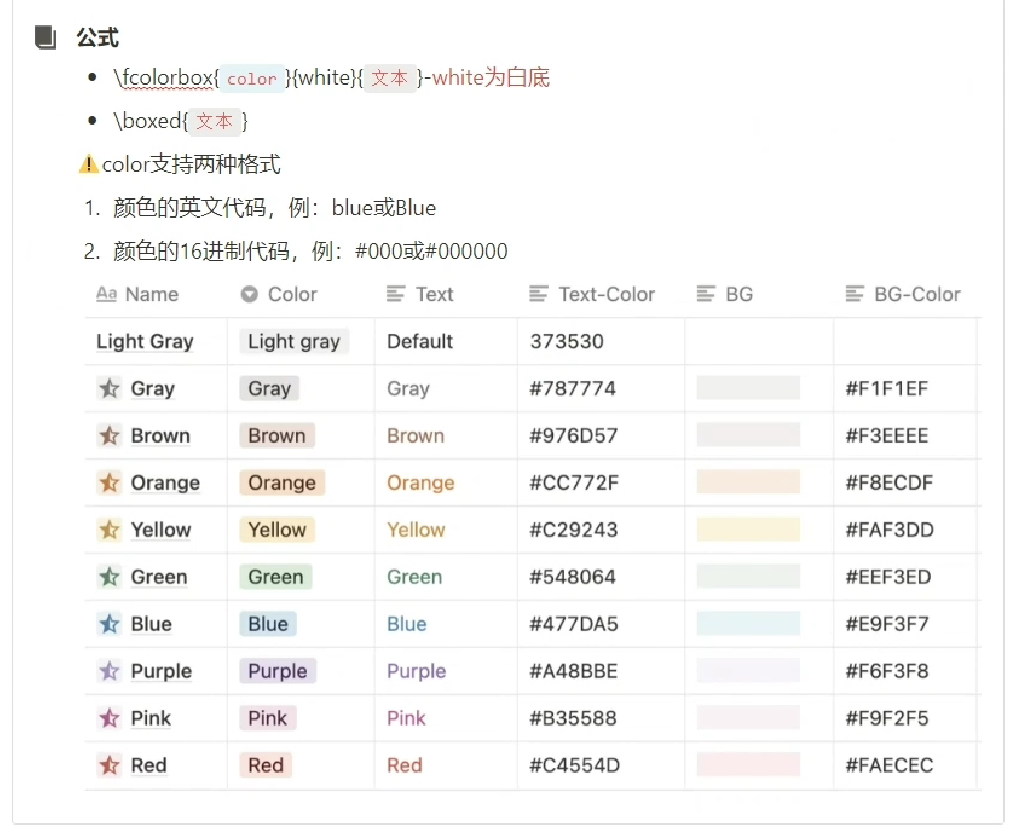 公式
\fcolorbox{color}{white}{文本}-white为白底
\boxed{文本}
⚠color支持两种格式
1. 颜色的英文代码，例：blue或Blue
2. 颜色的16进制代码，例：#000或#000000
Aa Name Color Text Text-Color BG BG-Color
Light Gray Light gray Default 373530
Gray Gray Gray #787774 #F1F1EF
Brown Brown Brown #976D57 #F3EEEE
Orange Orange Orange #CC772F #F8ECDF
Yellow Yellow Yellow #C29243 #FAF3DD
Green Green Green #548064 #EEF3ED
Blue Blue Blue #477DA5 #E9F3F7
Purple Purple Purple #A48BBE #F6F3F8
Pink Pink Pink #B35588 #F9F2F5
Red Red Red #C4554D #FAECEC